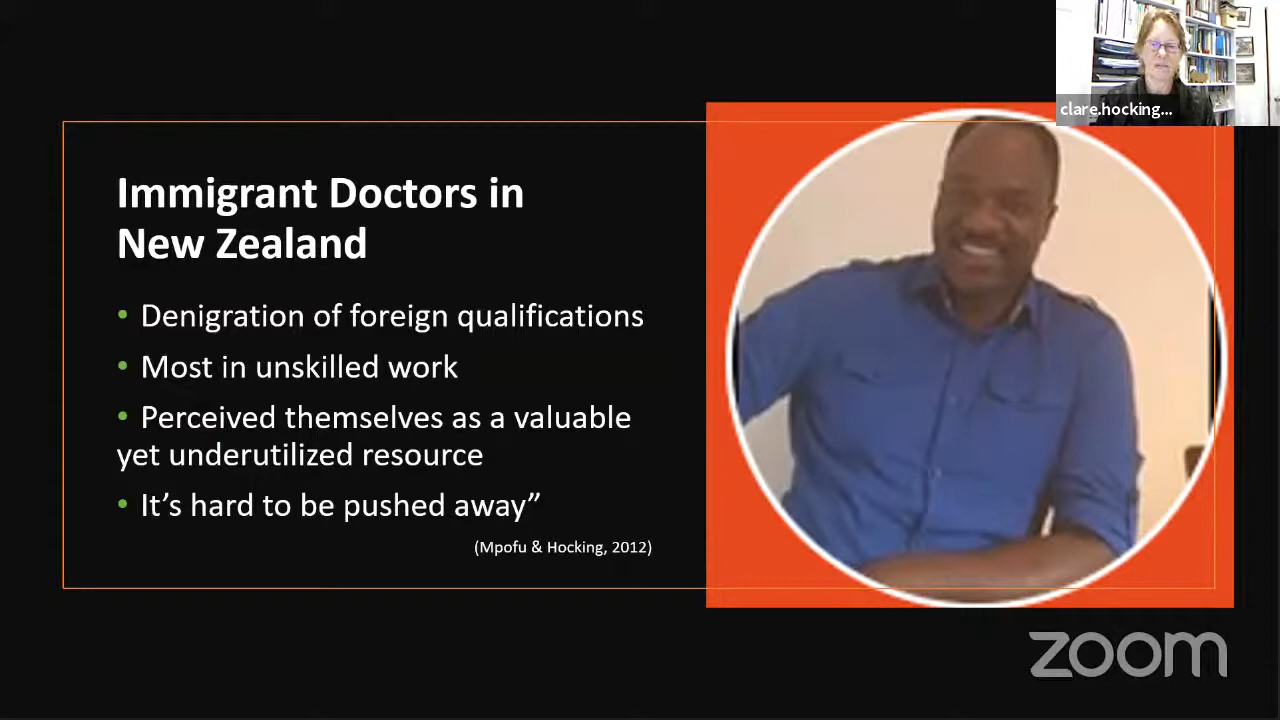 clare.hocking...
Immigrant Doctors in
New Zealand
• Denigration of foreign qualifications
• Most in unskilled work
• Perceived themselves as a valuable
yet underutilized resource
• It’s hard to be pushed away”
(Mpofu & Hocking, 2012)
zoom